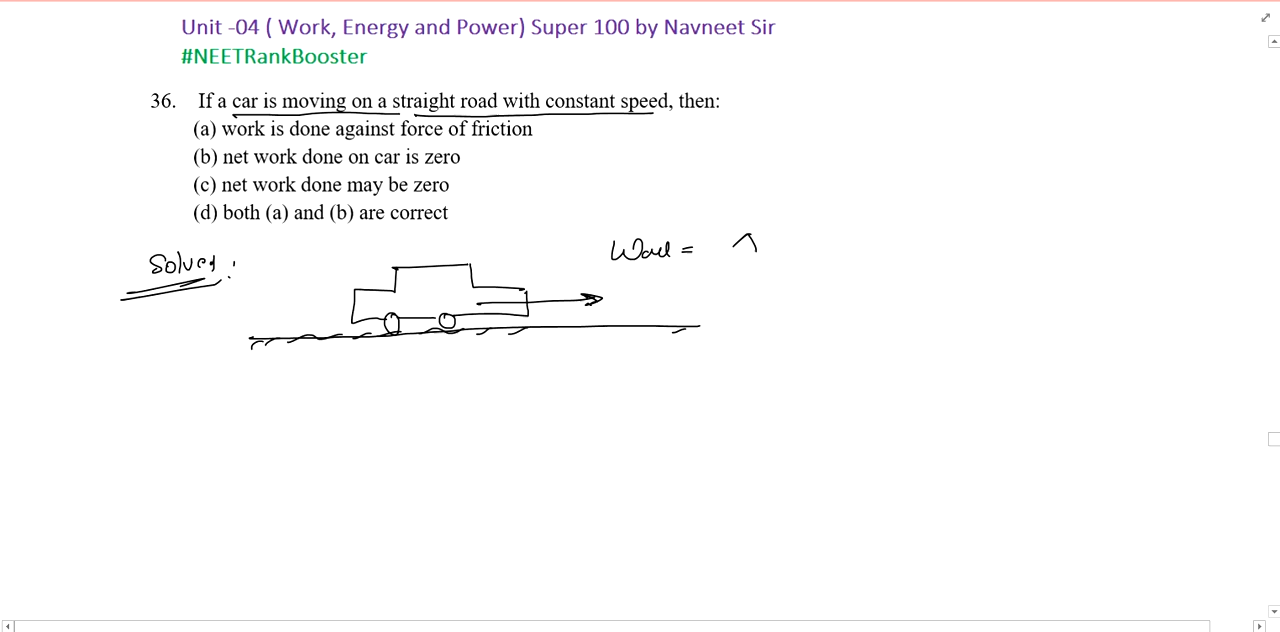 Unit -04 ( Work, Energy and Power) Super 100 by Navneet Sir
#NEETRankBooster
36. If a car is moving on a straight road with constant speed, then:
(a) work is done against force of friction
(b) net work done on car is zero
(c) net work done may be zero
(d) both (a) and (b) are correct
Wall =